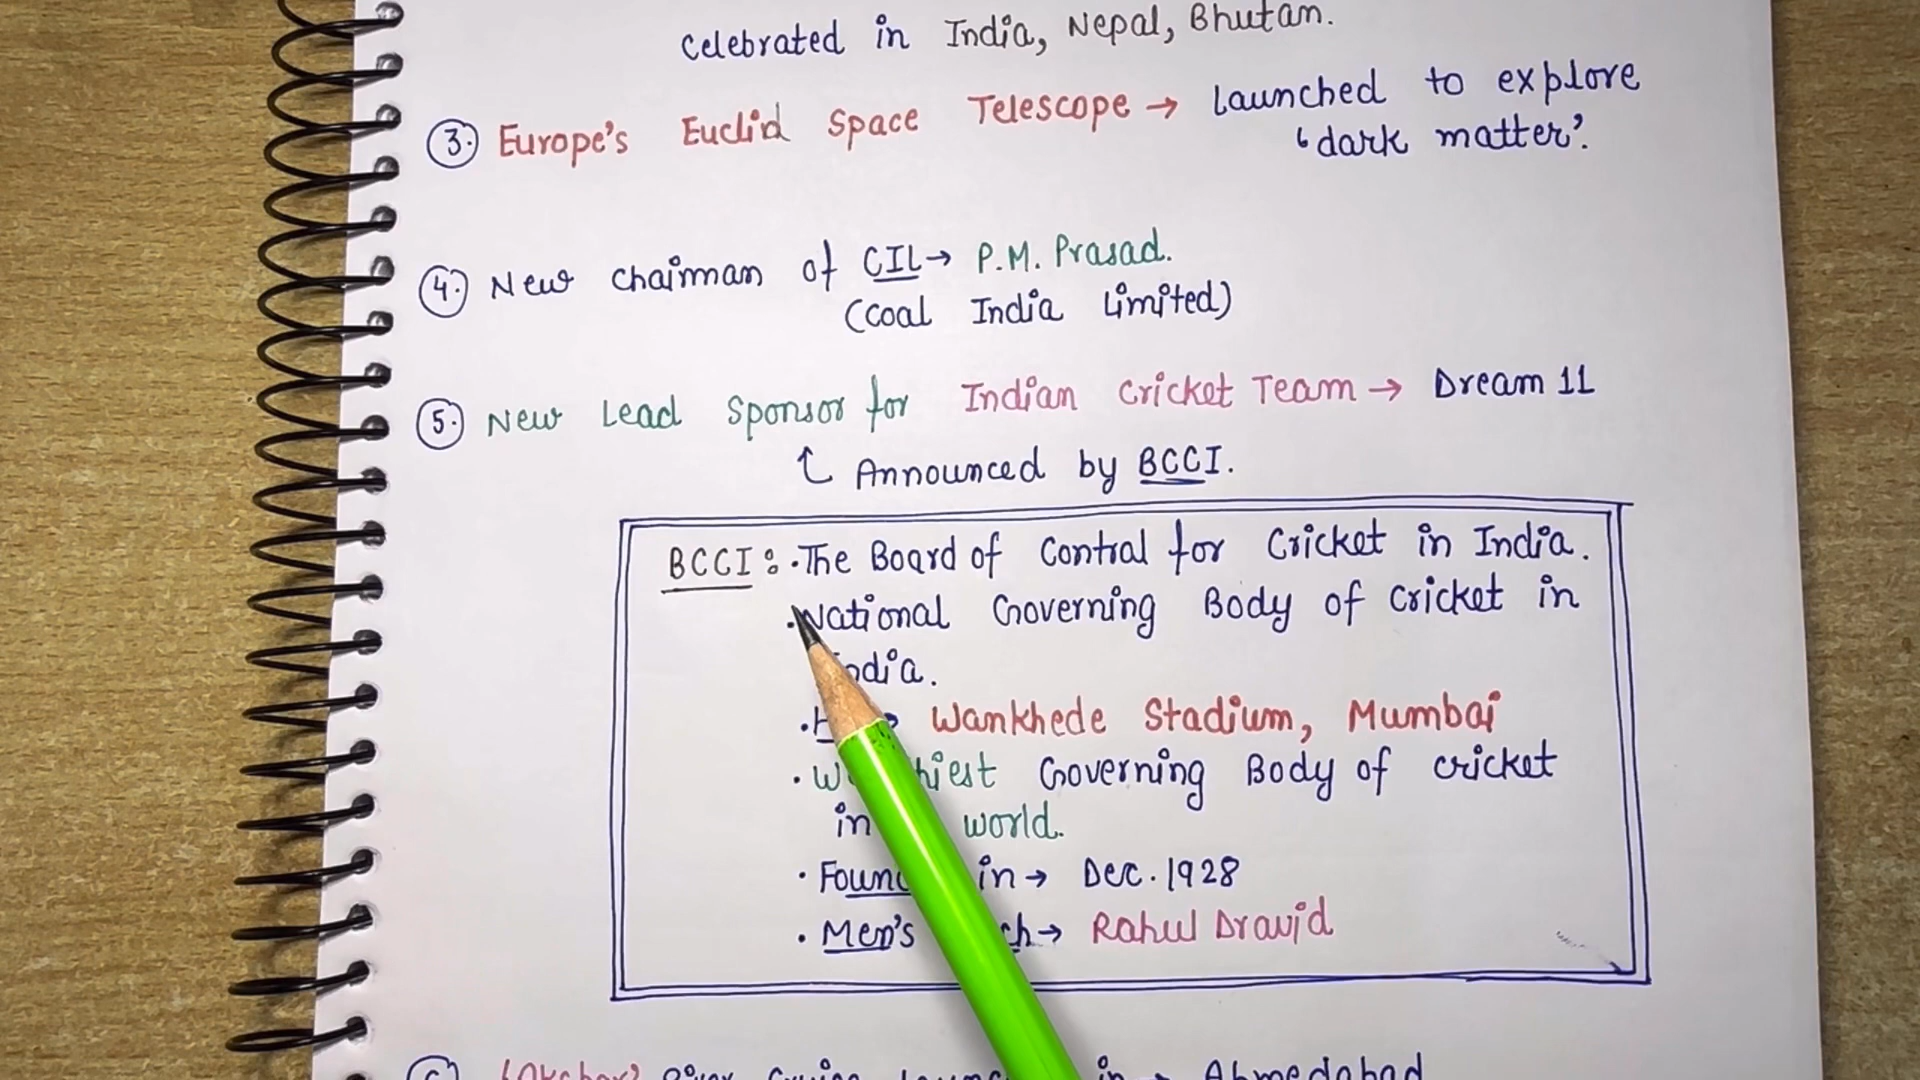 celebrated in India, Nepal, Bhutan.
3. Europe's Euclid Space Telescope → Launched to explore
'dark matter'.
4. New chairman of CIL → P.M. Prasad.
(Coal India Limited)
5. New Lead Sponsor for Indian Cricket Team → Dream 11
↳ Announced by BCCI.
BCCI: • The Board of Control for Cricket in India.
• National Governing Body of cricket in
India.
• → Wankhede Stadium, Mumbai
• Governing Body of cricket
in world.
• in → Dec. 1928
• Men's → Rahul Dravid
in → Ahmedabad